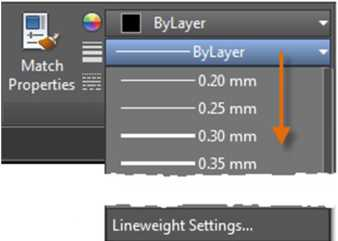 ByLayer
ByLayer
Match
Properties
0.20 mm
0.25 mm
0.30 mm
0.35 mm
Lineweight Settings...